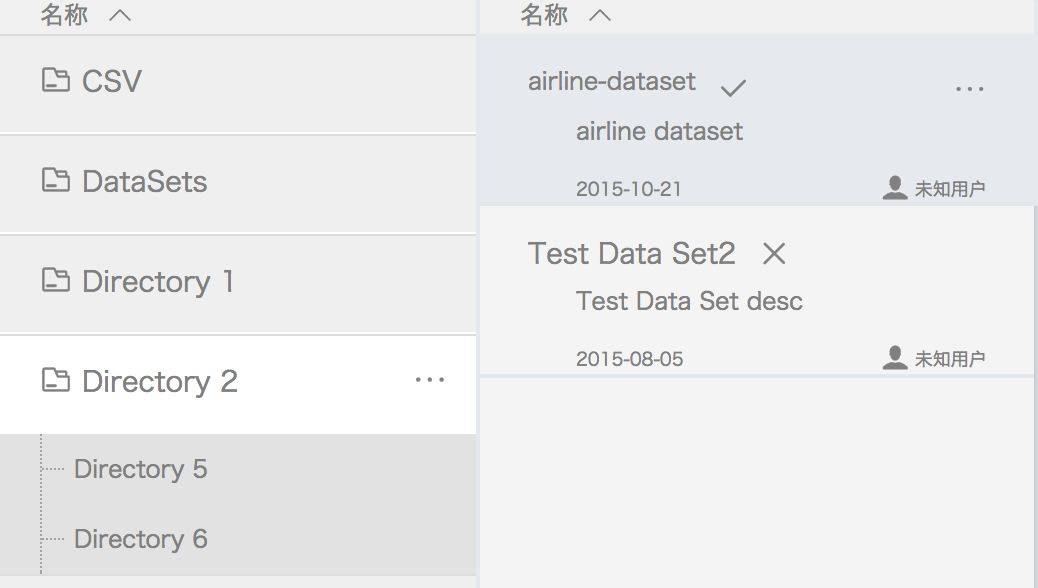 名称
CSV
DataSets
Directory 1
Directory 2
Directory 5
Directory 6
名称
airline-dataset
airline dataset
2015-10-21 未知用户
Test Data Set2
Test Data Set desc
2015-08-05 未知用户